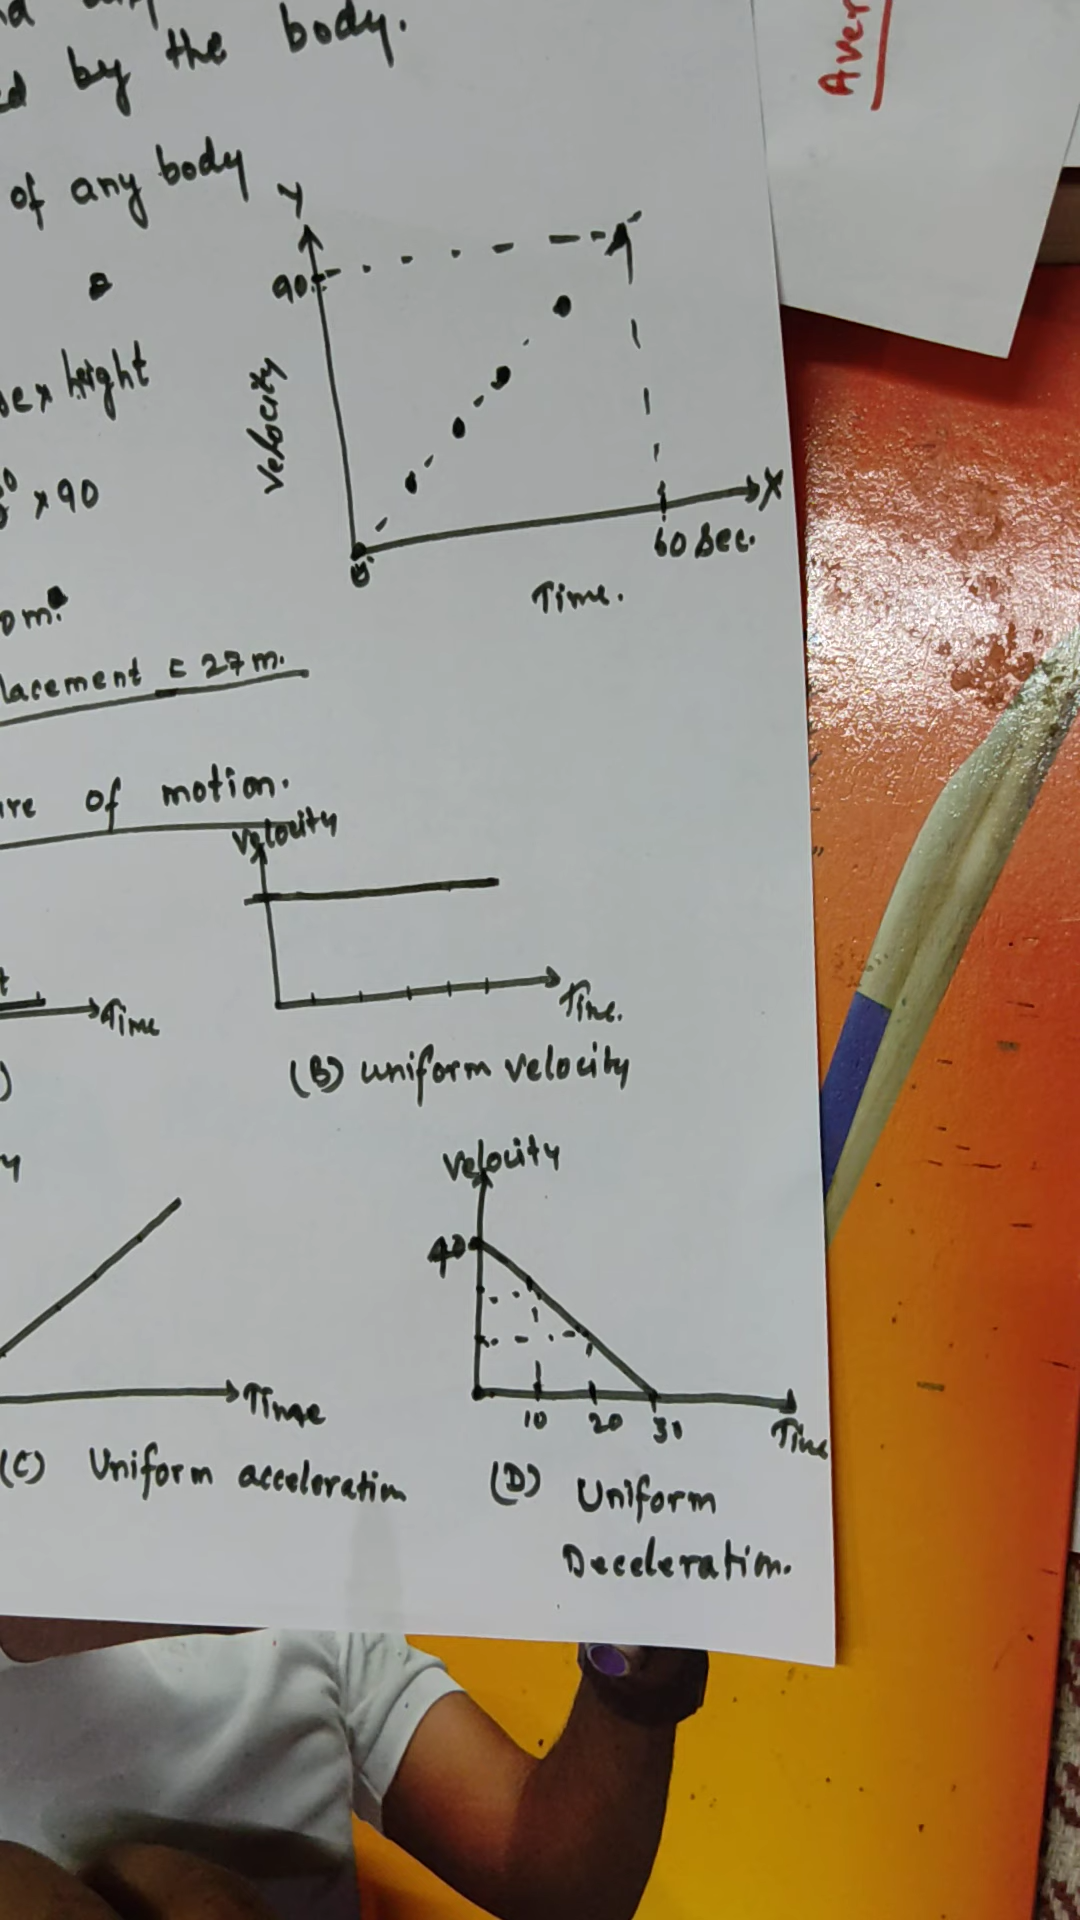 by the body.
of any body
Y
90
Velocity
height
x 90
X
60 sec.
Time.
lacement = 27 m.
of motion.
velocity
Time
Time.
(B) uniform velocity
velocity
40
Time
10 20 30
Time
(C) Uniform acceleration
(D) Uniform
Deceleration.
Aver